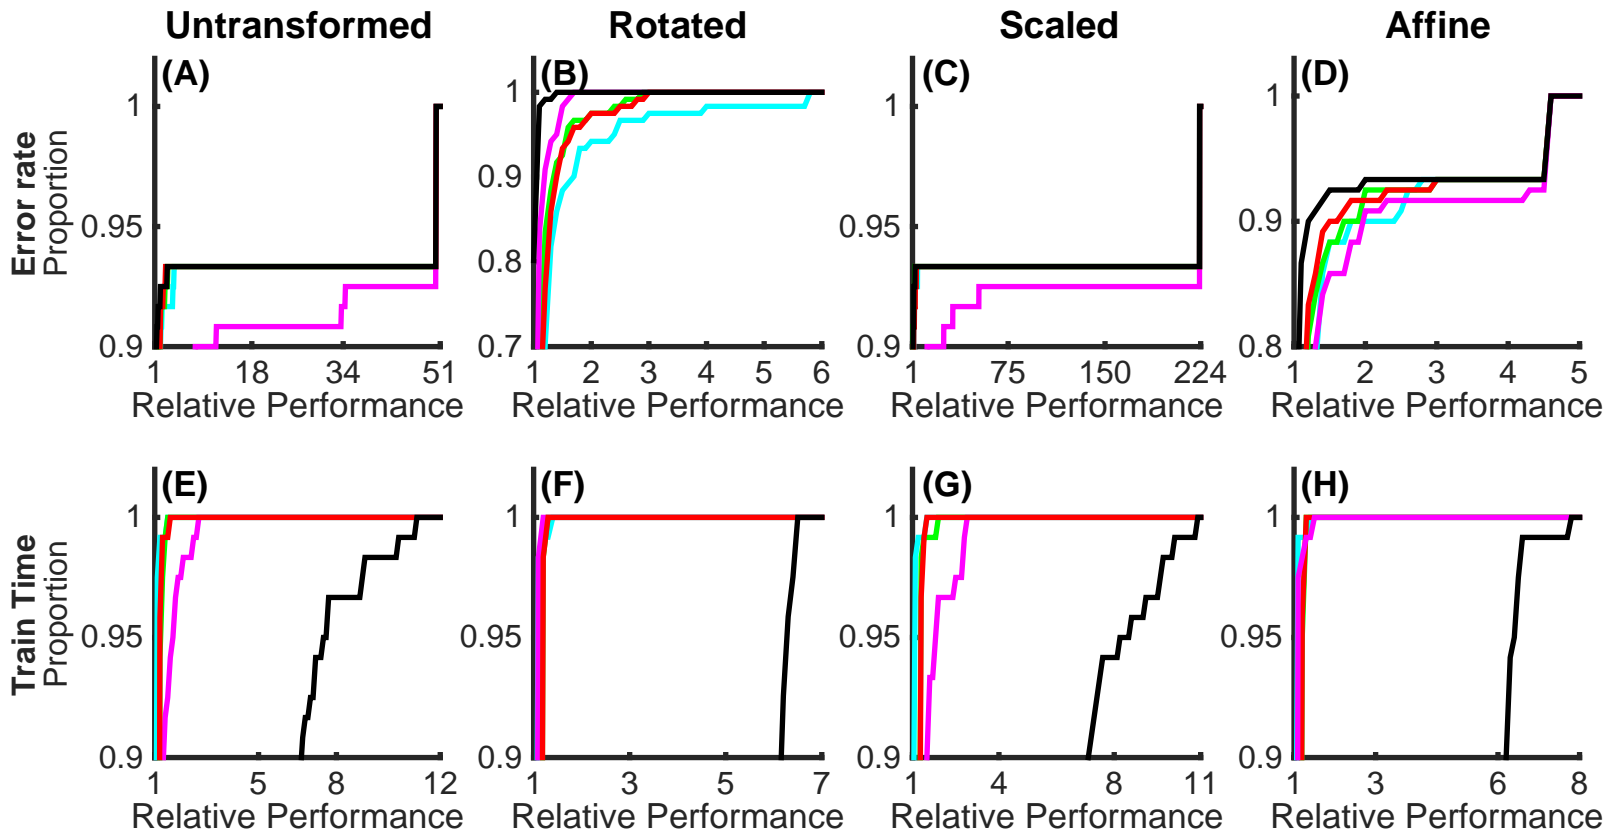 Untransformed Rotated Scaled Affine
(A) (B) (C) (D)
Error rate
Proportion
1
0.95
0.9
1 18 34 51
Relative Performance
1
0.9
0.8
0.7
1 2 3 4 5 6
Relative Performance
1
0.95
0.9
1 75 150 224
Relative Performance
1
0.9
0.8
1 2 3 4 5
Relative Performance
(E) (F) (G) (H)
Train Time
Proportion
1
0.95
0.9
1 5 8 12
Relative Performance
1
0.95
0.9
1 3 5 7
Relative Performance
1
0.95
0.9
1 4 8 11
Relative Performance
1
0.95
0.9
1 3 6 8
Relative Performance